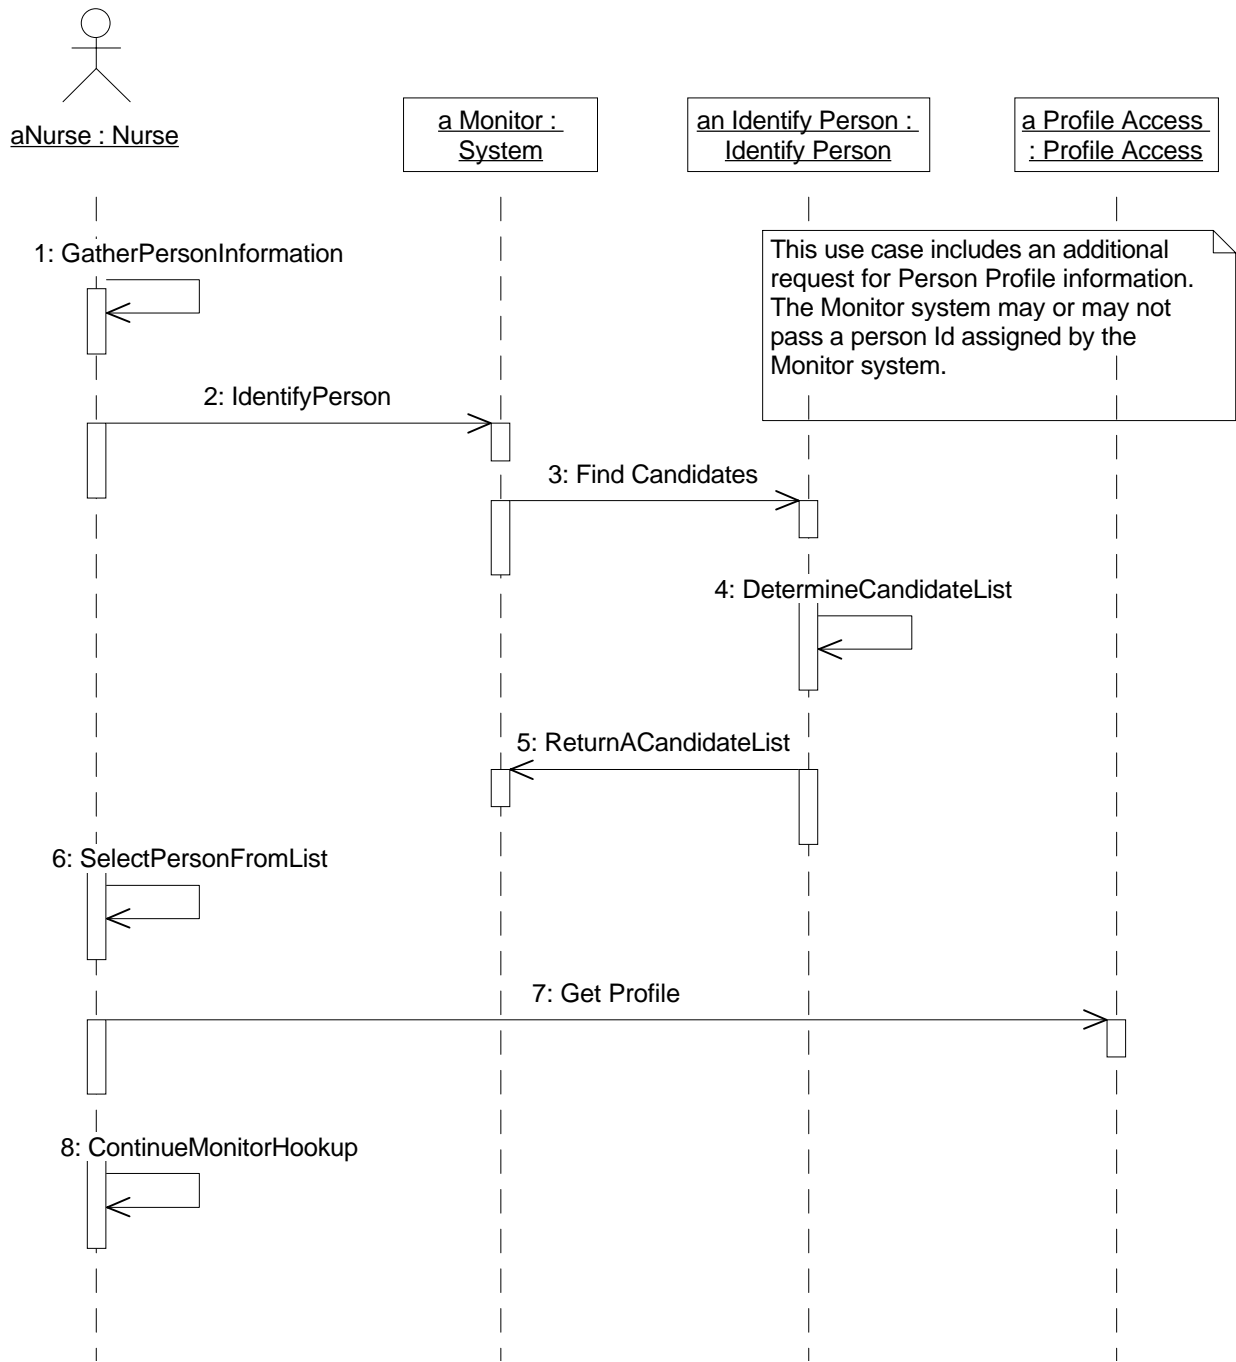 aNurse : Nurse
a Monitor :
System
an Identify Person :
Identify Person
a Profile Access
: Profile Access
1: GatherPersonInformation
This use case includes an additional
request for Person Profile information.
The Monitor system may or may not
pass a person Id assigned by the
Monitor system.
2: IdentifyPerson
3: Find Candidates
4: DetermineCandidateList
5: ReturnACandidateList
6: SelectPersonFromList
7: Get Profile
8: ContinueMonitorHookup